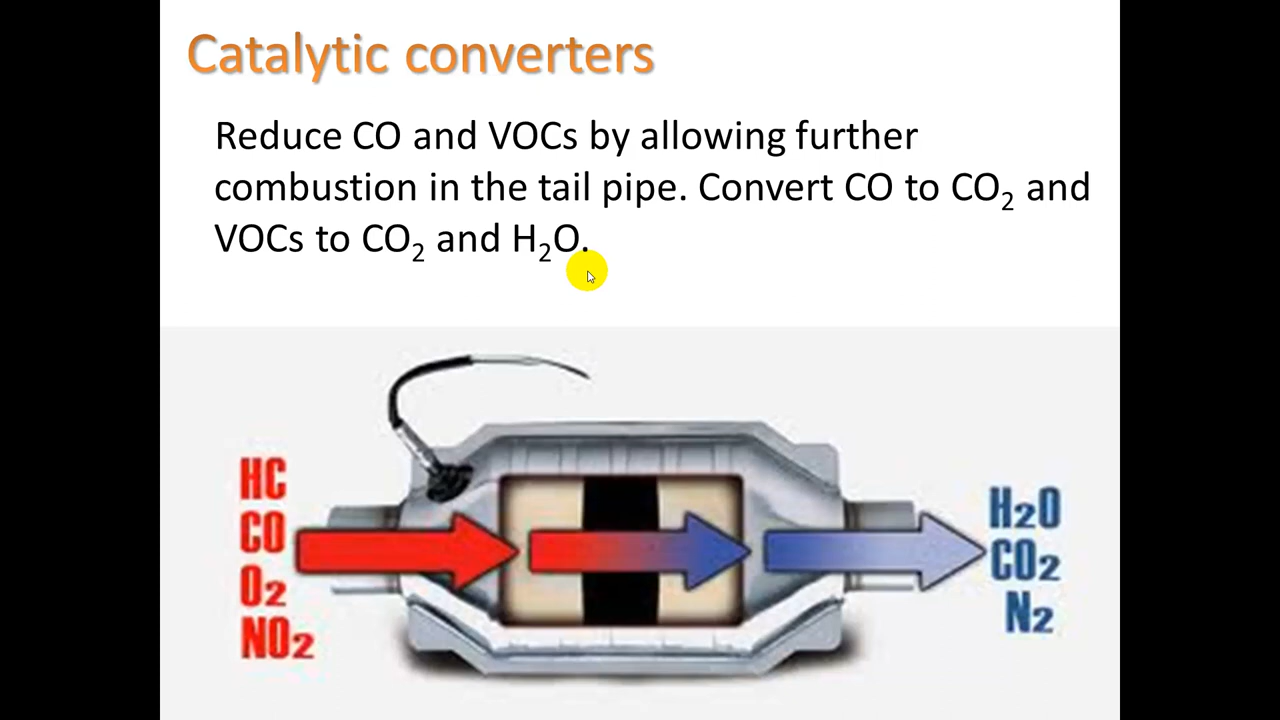 Catalytic converters
Reduce CO and VOCs by allowing further
combustion in the tail pipe. Convert CO to CO₂ and
VOCs to CO₂ and H₂O.
HC
CO
O₂
NO₂
H₂O
CO₂
N₂